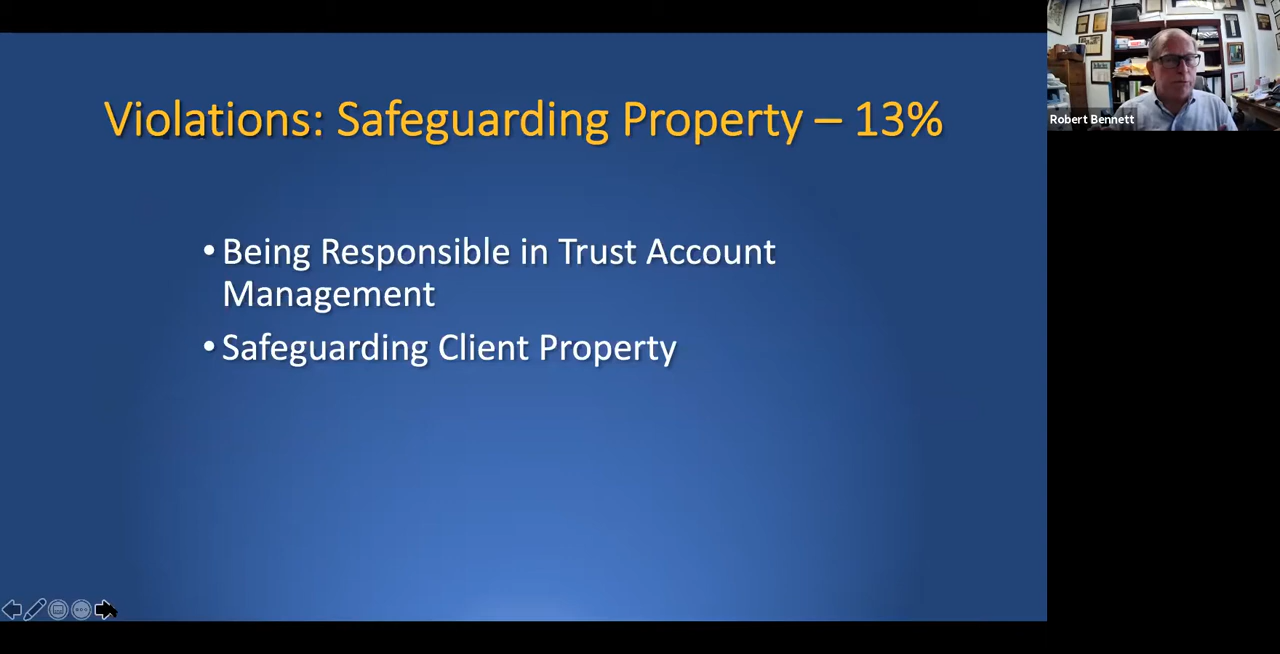 Violations: Safeguarding Property – 13%
• Being Responsible in Trust Account
Management
• Safeguarding Client Property
Robert Bennett